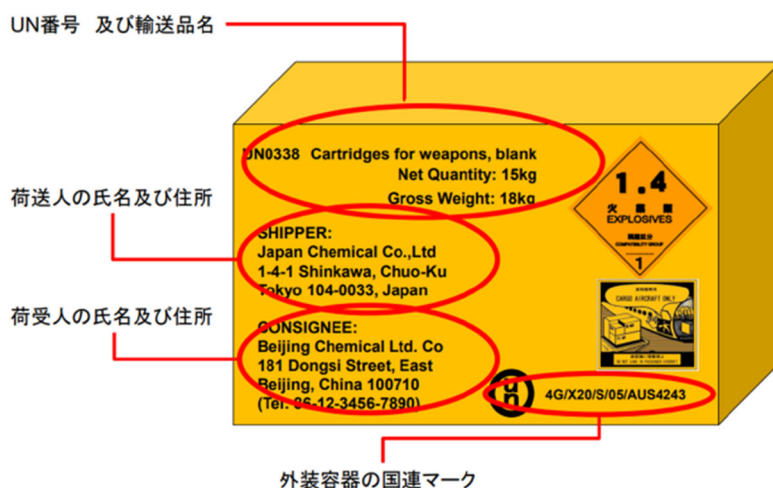 UN番号 及び輸送品名
UN0338 Cartridges for weapons, blank
Net Quantity: 15kg
Gross Weight: 18kg
荷送人の氏名及び住所
SHIPPER:
Japan Chemical Co.,Ltd
1-4-1 Shinkawa, Chuo-Ku
Tokyo 104-0033, Japan
荷受人の氏名及び住所
CONSIGNEE:
Beijing Chemical Ltd. Co
181 Dongsi Street, East
Beijing, China 100710
(Tel: 86-12-3456-7890)
1.4
火薬類
EXPLOSIVES
COMPATIBILITY GROUP
1
CARGO AIRCRAFT ONLY
un
4G/X20/S/05/AUS4243
外装容器の国連マーク